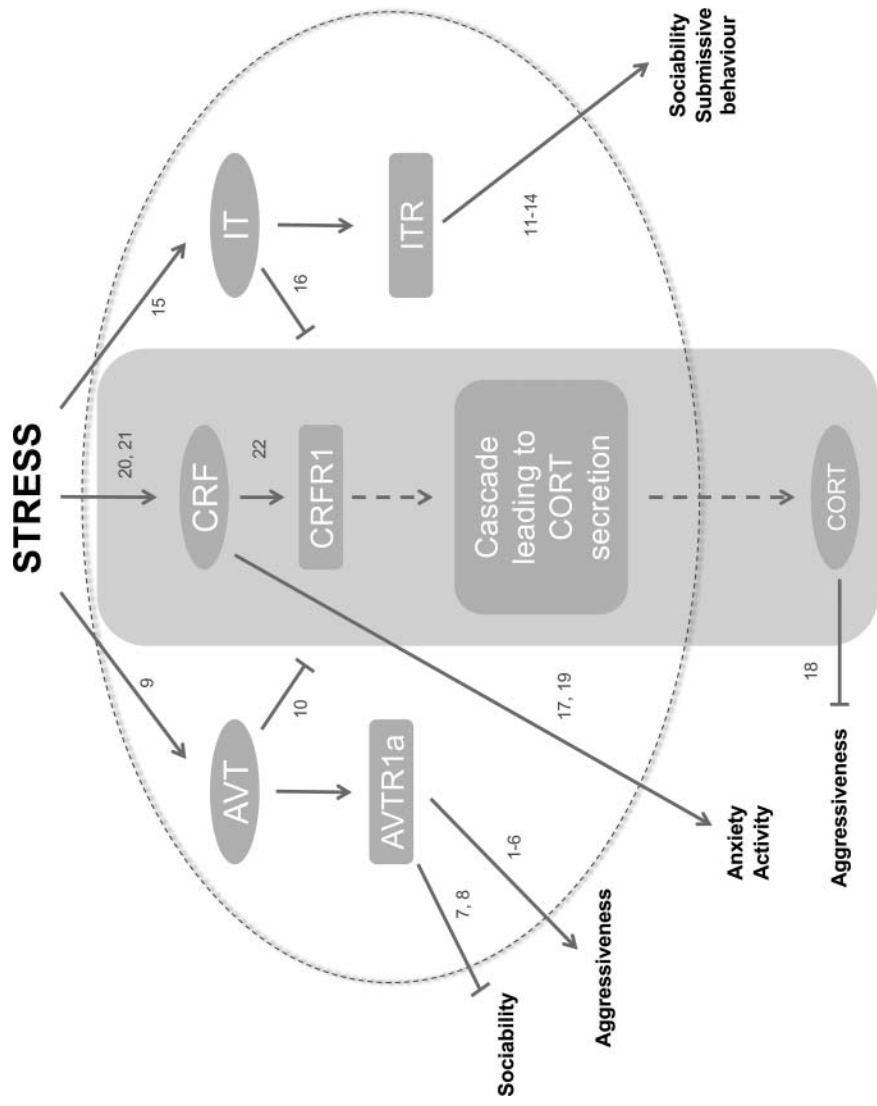 STRESS
9
20, 21
15
AVT
CRF
IT
10
22
16
AVTR1a
CRFR1
ITR
7, 8
1-6
17, 19
11-14
Cascade
leading to
CORT
secretion
Sociability
Aggressiveness
Anxiety
Activity
Sociability
Submissive
behaviour
18
Aggressiveness
CORT